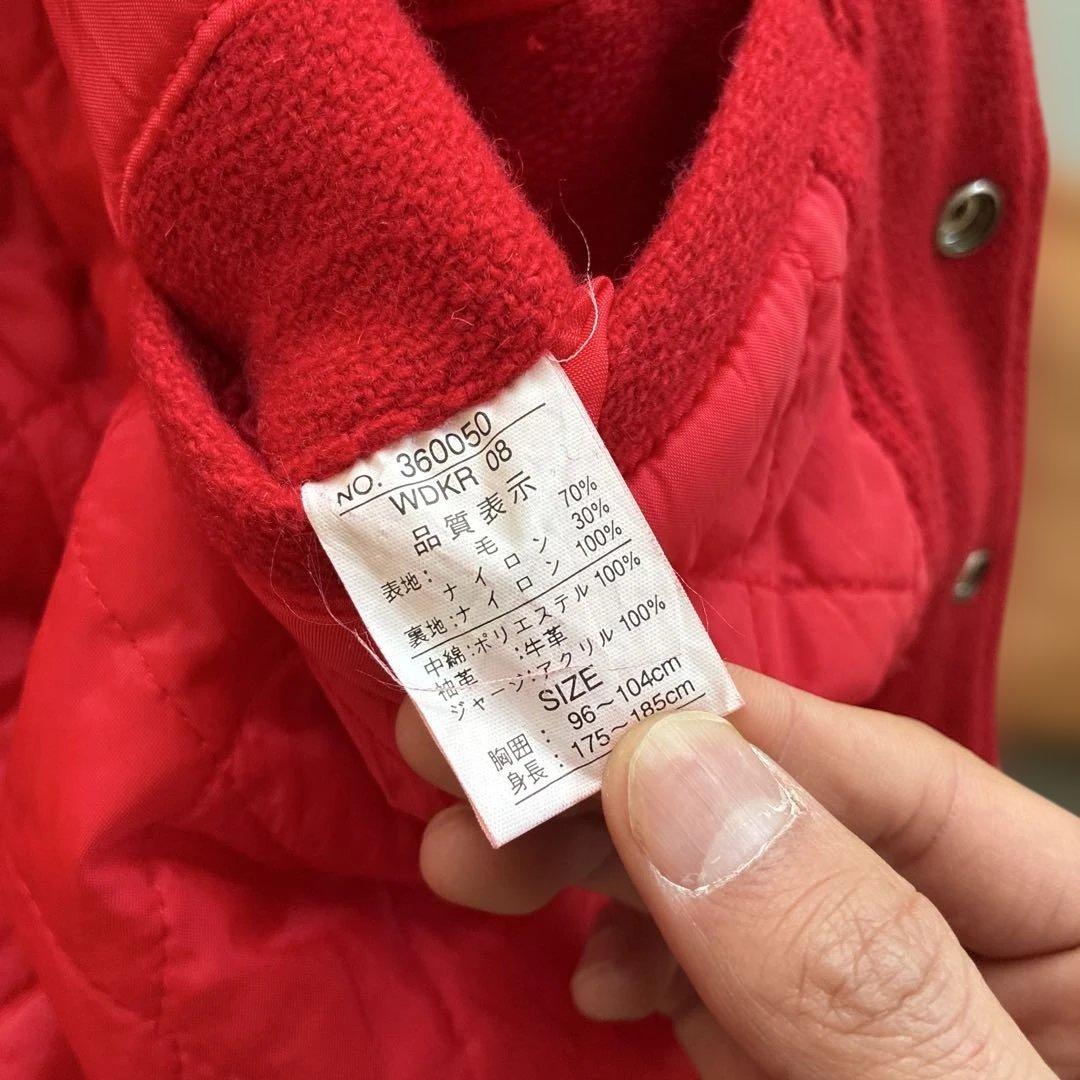 NO. 360050
WDKR 08
品質表示
表地: 毛 70%
ナイロン 30%
裏地:ナイロン 100%
中綿:ポリエステル 100%
袖革 :牛革
ジャージ:アクリル 100%
SIZE
胸囲: 96～104cm
身長: 175～185cm